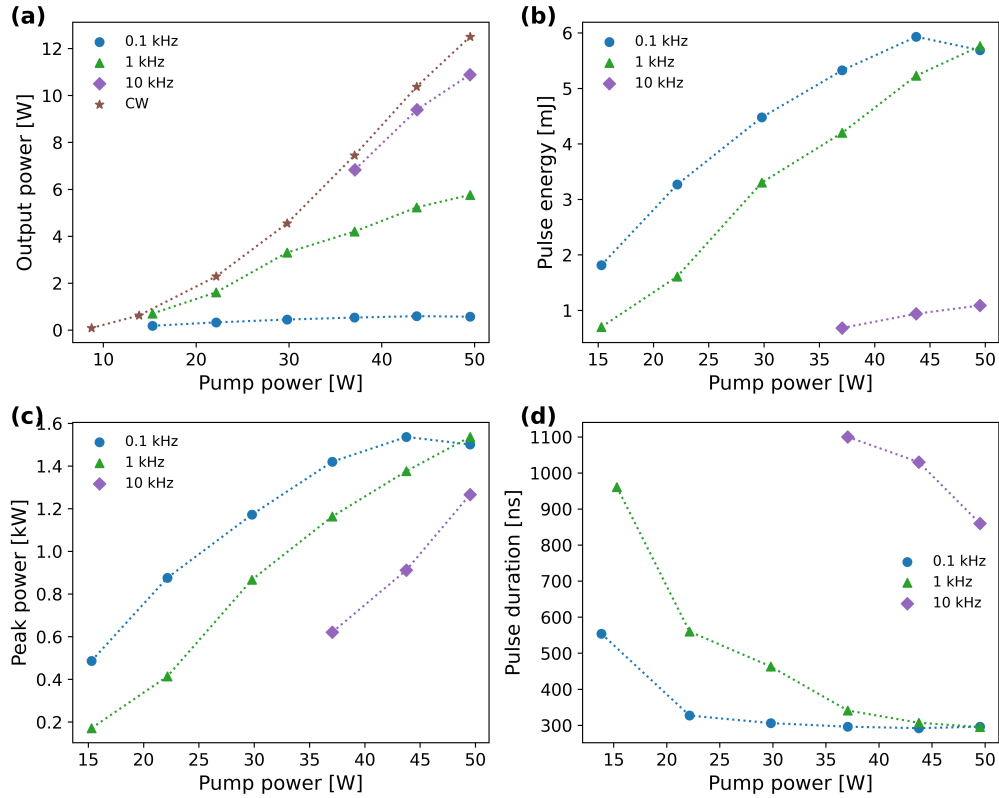 (a)
0.1 kHz
1 kHz
10 kHz
CW
Output power [W]
12
10
8
6
4
2
0
10
20
30
40
50
Pump power [W]
(b)
0.1 kHz
1 kHz
10 kHz
Pulse energy [mJ]
6
5
4
3
2
1
15
20
25
30
35
40
45
50
Pump power [W]
(c)
0.1 kHz
1 kHz
10 kHz
Peak power [kW]
1.6
1.4
1.2
1.0
0.8
0.6
0.4
0.2
15
20
25
30
35
40
45
50
Pump power [W]
(d)
0.1 kHz
1 kHz
10 kHz
Pulse duration [ns]
1100
1000
900
800
700
600
500
400
300
15
20
25
30
35
40
45
50
Pump power [W]